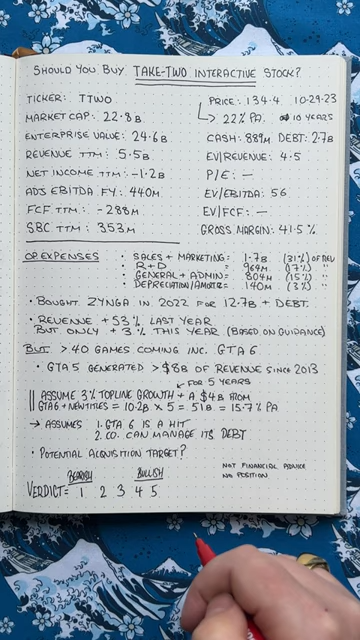 SHOULD YOU BUY TAKE-TWO INTERACTIVE STOCK?
TICKER: TTWO
PRICE: 134.4 10·29·23
↳ 22% PA. 10 YEARS
MARKET CAP: 22.8B
ENTERPRISE VALUE: 24.6B
CASH: 889M DEBT: 2.7B
REVENUE TTM: 5.5B
EV/REVENUE: 4.5
NET INCOME TTM: -1.2B
P/E: —
ADJ EBITDA FY: 440M
EV/EBITDA: 56
FCF TTM: -288M
EV/FCF: —
SBC TTM: 353M
GROSS MARGIN: 41.5%
OP. EXPENSES
· SALES + MARKETING = 1.7B (31%) OF REV
· R+D = 969M (17%) "
· GENERAL + ADMIN = 804M (15%) "
· DEPRECIATION/AMORT = 140M (3%) "
· BOUGHT ZYNGA IN 2022 FOR 12.7B + DEBT.
· REVENUE +53% LAST YEAR
BUT ONLY +3% THIS YEAR (BASED ON GUIDANCE)
BUT >40 GAMES COMING INC. GTA 6
· GTA 5 GENERATED >$8B OF REVENUE SINCE 2013
↙ FOR 5 YEARS
ASSUME 3% TOPLINE GROWTH + A $4B FROM
GTA6 + NEW TITLES = 10.2B × 5 = 51B = 15.7% PA
→ ASSUMES 1. GTA 6 IS A HIT
2. CO. CAN MANAGE ITS DEBT
· POTENTIAL ACQUISITION TARGET?
NOT FINANCIAL ADVICE
NO POSITION
BEARISH BULLISH
VERDICT = 1 2 3 4 5